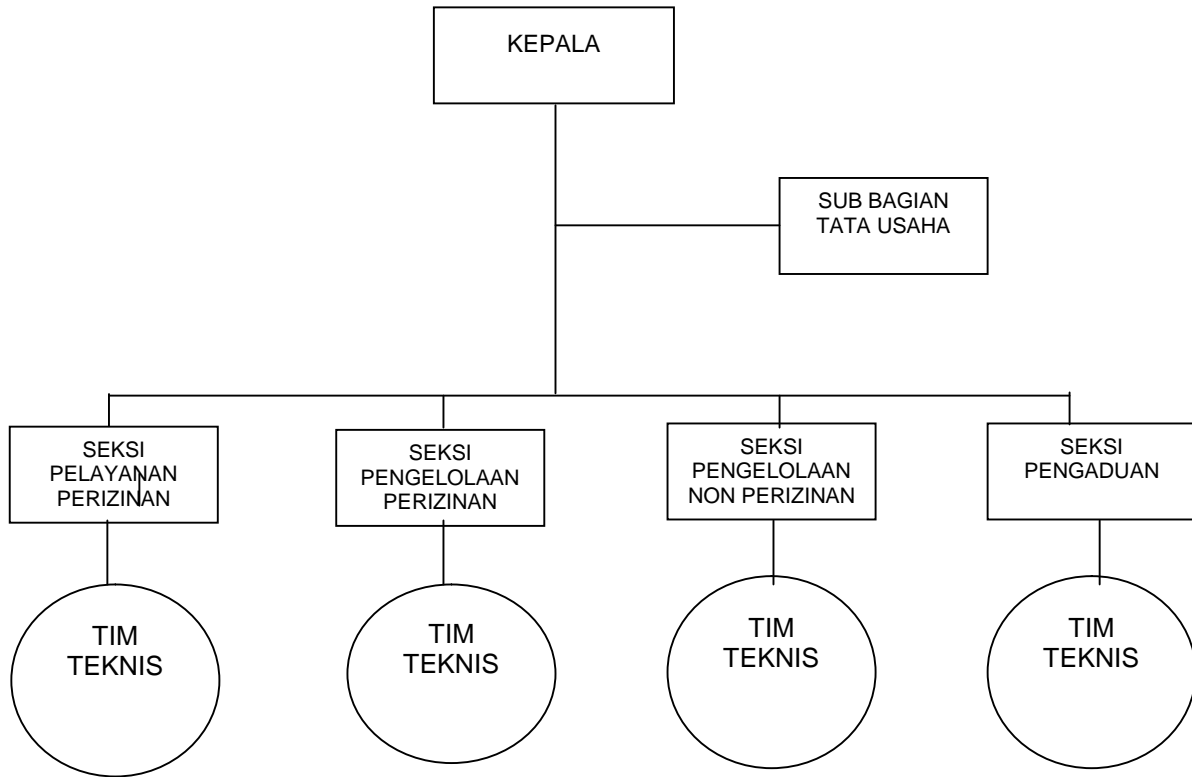 KEPALA
SUB BAGIAN
TATA USAHA
SEKSI
PELAYANAN
PERIZINAN
SEKSI
PENGELOLAAN
PERIZINAN
SEKSI
PENGELOLAAN
NON PERIZINAN
SEKSI
PENGADUAN
TIM
TEKNIS
TIM
TEKNIS
TIM
TEKNIS
TIM
TEKNIS